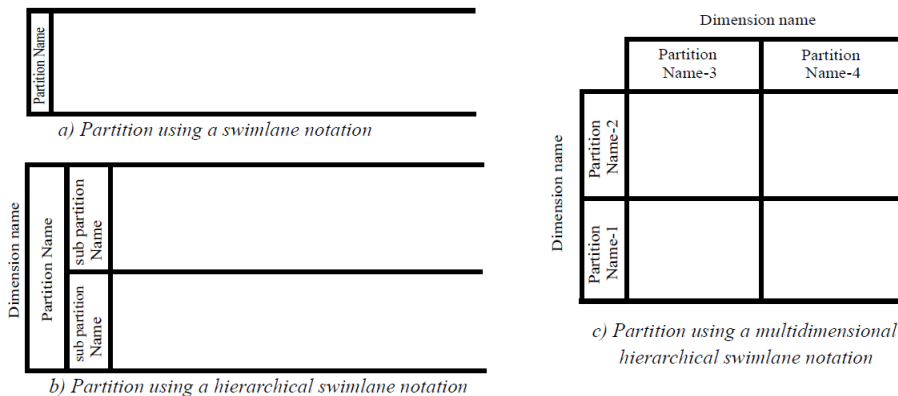 Partition Name
a) Partition using a swimlane notation
Dimension name
Partition Name
sub partition
Name
sub partition
Name
b) Partition using a hierarchical swimlane notation
Dimension name
Partition
Name-3
Partition
Name-4
Dimension name
Partition
Name-2
Partition
Name-1
c) Partition using a multidimensional
hierarchical swimlane notation